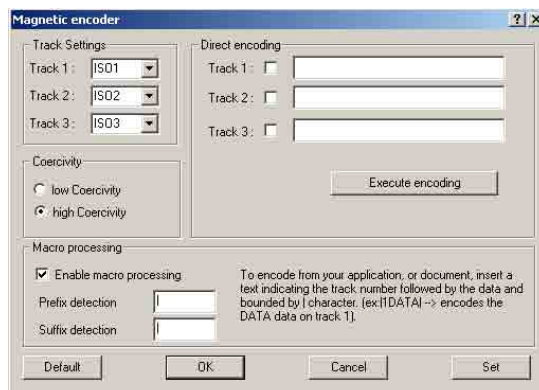 Magnetic encoder
Track Settings
Track 1 : ISO1
Track 2 : ISO2
Track 3 : ISO3
Coercivity
low Coercivity
high Coercivity
Direct encoding
Track 1 :
Track 2 :
Track 3 :
Execute encoding
Macro processing
Enable macro processing
Prefix detection |
Suffix detection |
To encode from your application, or document, insert a
text indicating the track number followed by the data and
bounded by | character. (ex:|1DATA| --> encodes the
DATA data on track 1).
Default OK Cancel Set